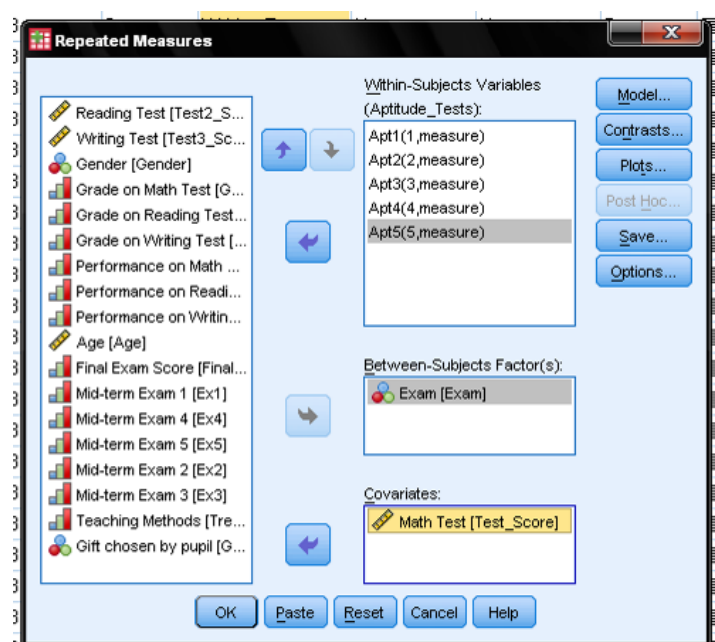 Repeated Measures
Reading Test [Test2_S...
Writing Test [Test3_Sc...
Gender [Gender]
Grade on Math Test [G...
Grade on Reading Test...
Grade on Writing Test [...
Performance on Math ...
Performance on Readi...
Performance on Writin...
Age [Age]
Final Exam Score [Final...
Mid-term Exam 1 [Ex1]
Mid-term Exam 4 [Ex4]
Mid-term Exam 5 [Ex5]
Mid-term Exam 2 [Ex2]
Mid-term Exam 3 [Ex3]
Teaching Methods [Tre...
Gift chosen by pupil [G...
Within-Subjects Variables
(Aptitude_Tests):
Apt1(1,measure)
Apt2(2,measure)
Apt3(3,measure)
Apt4(4,measure)
Apt5(5,measure)
Between-Subjects Factor(s):
Exam [Exam]
Covariates:
Math Test [Test_Score]
Model...
Contrasts...
Plots...
Post Hoc...
Save...
Options...
OK
Paste
Reset
Cancel
Help